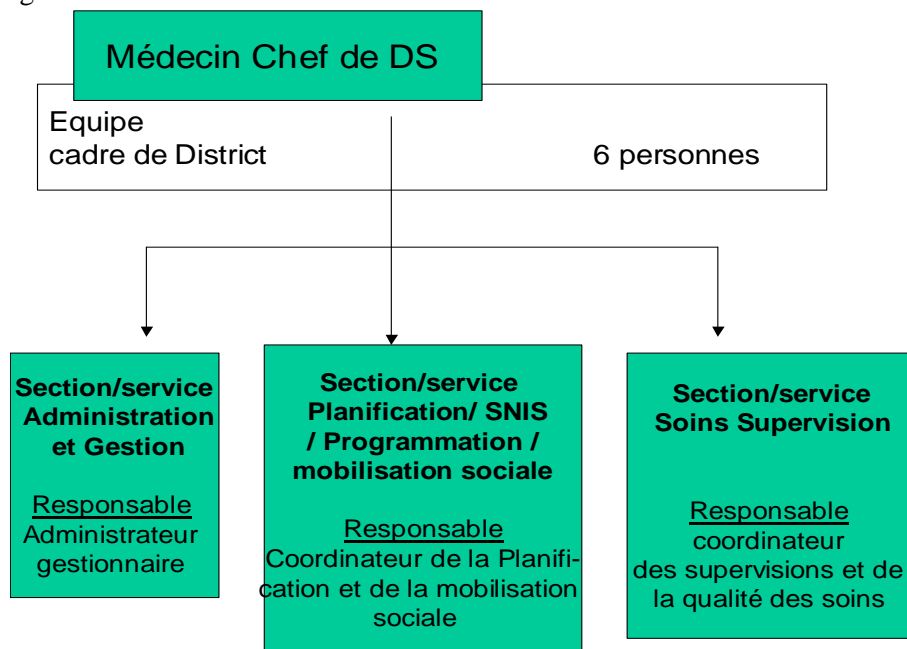 Médecin Chef de DS
Equipe
cadre de District
6 personnes
Section/service
Administration
et Gestion
Responsable
Administrateur
gestionnaire
Section/service
Planification/ SNIS
/ Programmation /
mobilisation sociale
Responsable
Coordinateur de la Planifi-
cation et de la mobilisation
sociale
Section/service
Soins Supervision
Responsable
coordinateur
des supervisions et de
la qualité des soins